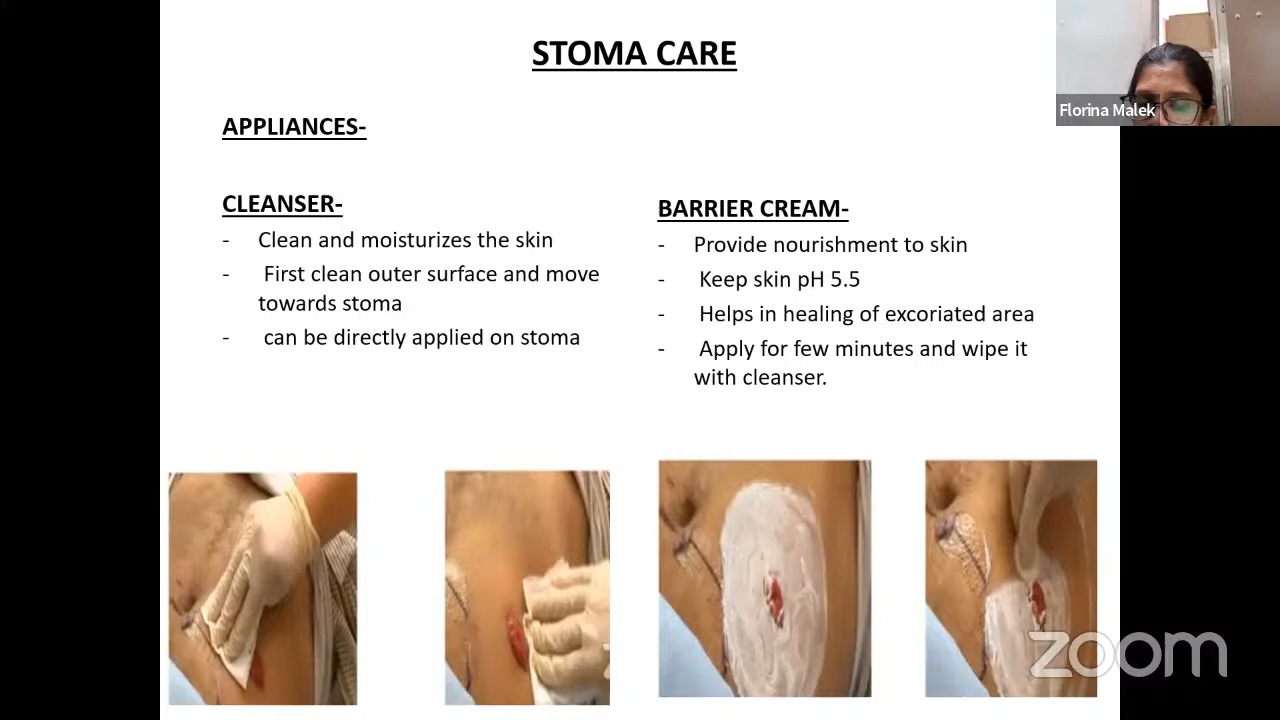 STOMA CARE
Florina Malek
APPLIANCES-
CLEANSER-
- Clean and moisturizes the skin
- First clean outer surface and move
towards stoma
- can be directly applied on stoma
BARRIER CREAM-
- Provide nourishment to skin
- Keep skin pH 5.5
- Helps in healing of excoriated area
- Apply for few minutes and wipe it
with cleanser.
zoom